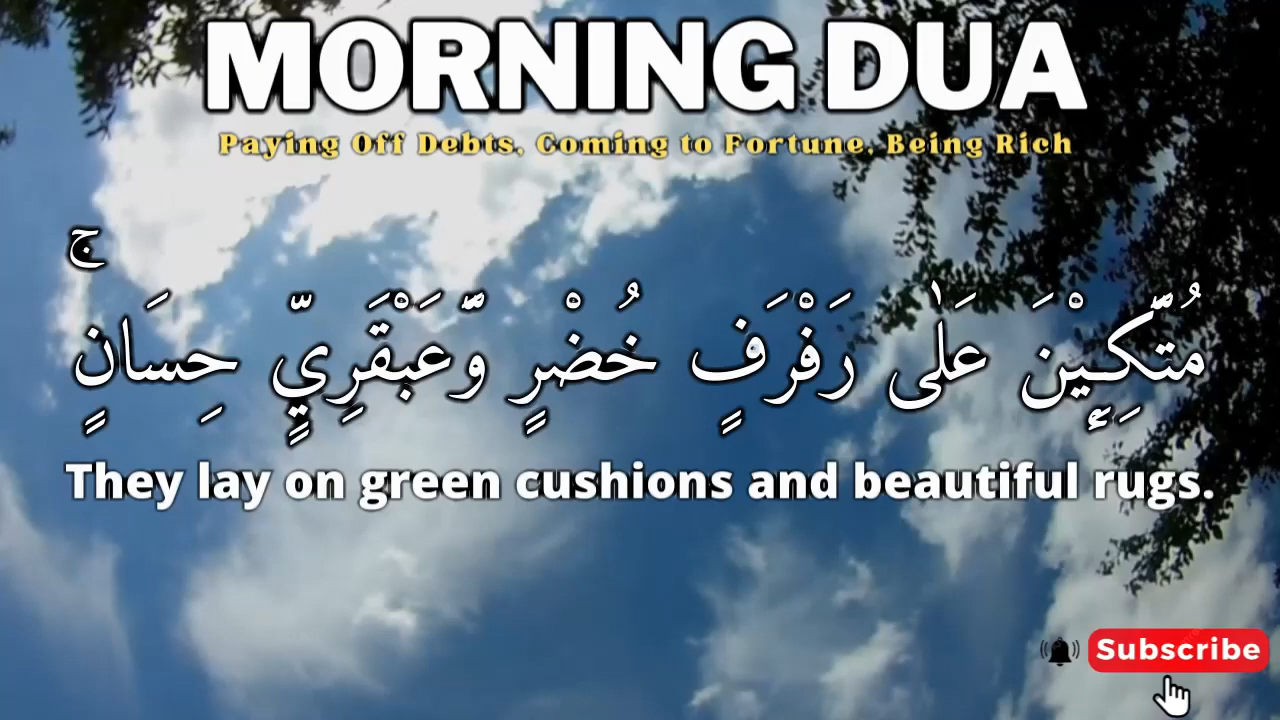 MORNING DUA
Paying Off Debts, Coming to Fortune, Being Rich
مُتَّكِـِٕيْنَ عَلٰى رَفْرَفٍ خُضْرٍ وَّعَبْقَرِيٍّ حِسَانٍۚ
They lay on green cushions and beautiful rugs.
Subscribe